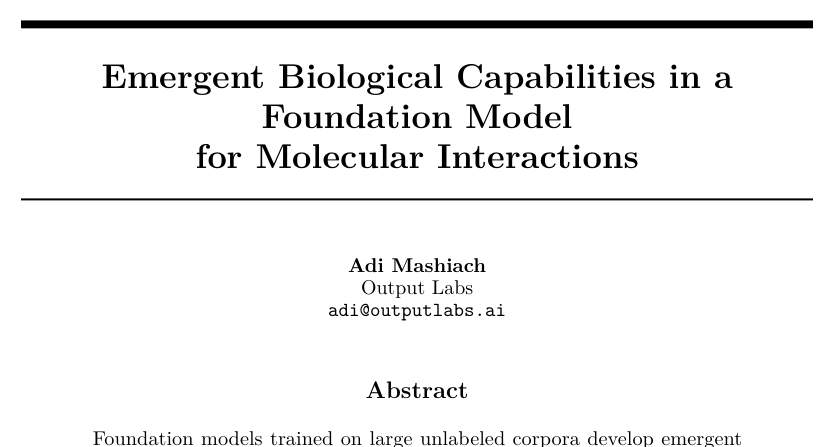 Emergent Biological Capabilities in a
Foundation Model
for Molecular Interactions
Adi Mashiach
Output Labs
adi@outputlabs.ai
Abstract
Foundation models trained on large unlabeled corpora develop emergent